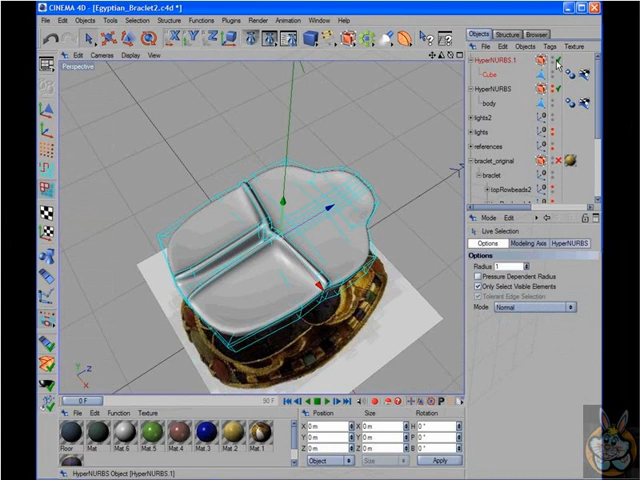 CINEMA 4D - [Egyptian_Braclet2.c4d *]
File Edit Objects Tools Selection Structure Functions Plugins Render Animation Window Help
Edit Cameras Display View
Perspective
Objects Structure Browser
File Edit Objects Tags Texture
HyperNURBS.1
Cube
HyperNURBS
body
lights2
lights
references
braclet_original
braclet
topRowbeads2
Mode Edit
Live Selection
Options Modeling Axis HyperNURBS
Options
Radius 1
Pressure Dependent Radius
Only Select Visible Elements
Tolerant Edge Selection
Mode Normal
Y
Z
X
0 F 90 F
File Edit Function Texture
Floor Mat Mat.6 Mat.5 Mat.4 Mat.3 Mat.2 Mat.1
Position Size Rotation
X 0 m X 0 m H 0 °
Y 0 m Y 0 m P 0 °
Z 0 m Z 0 m B 0 °
Object Size Apply
HyperNURBS Object [HyperNURBS.1]